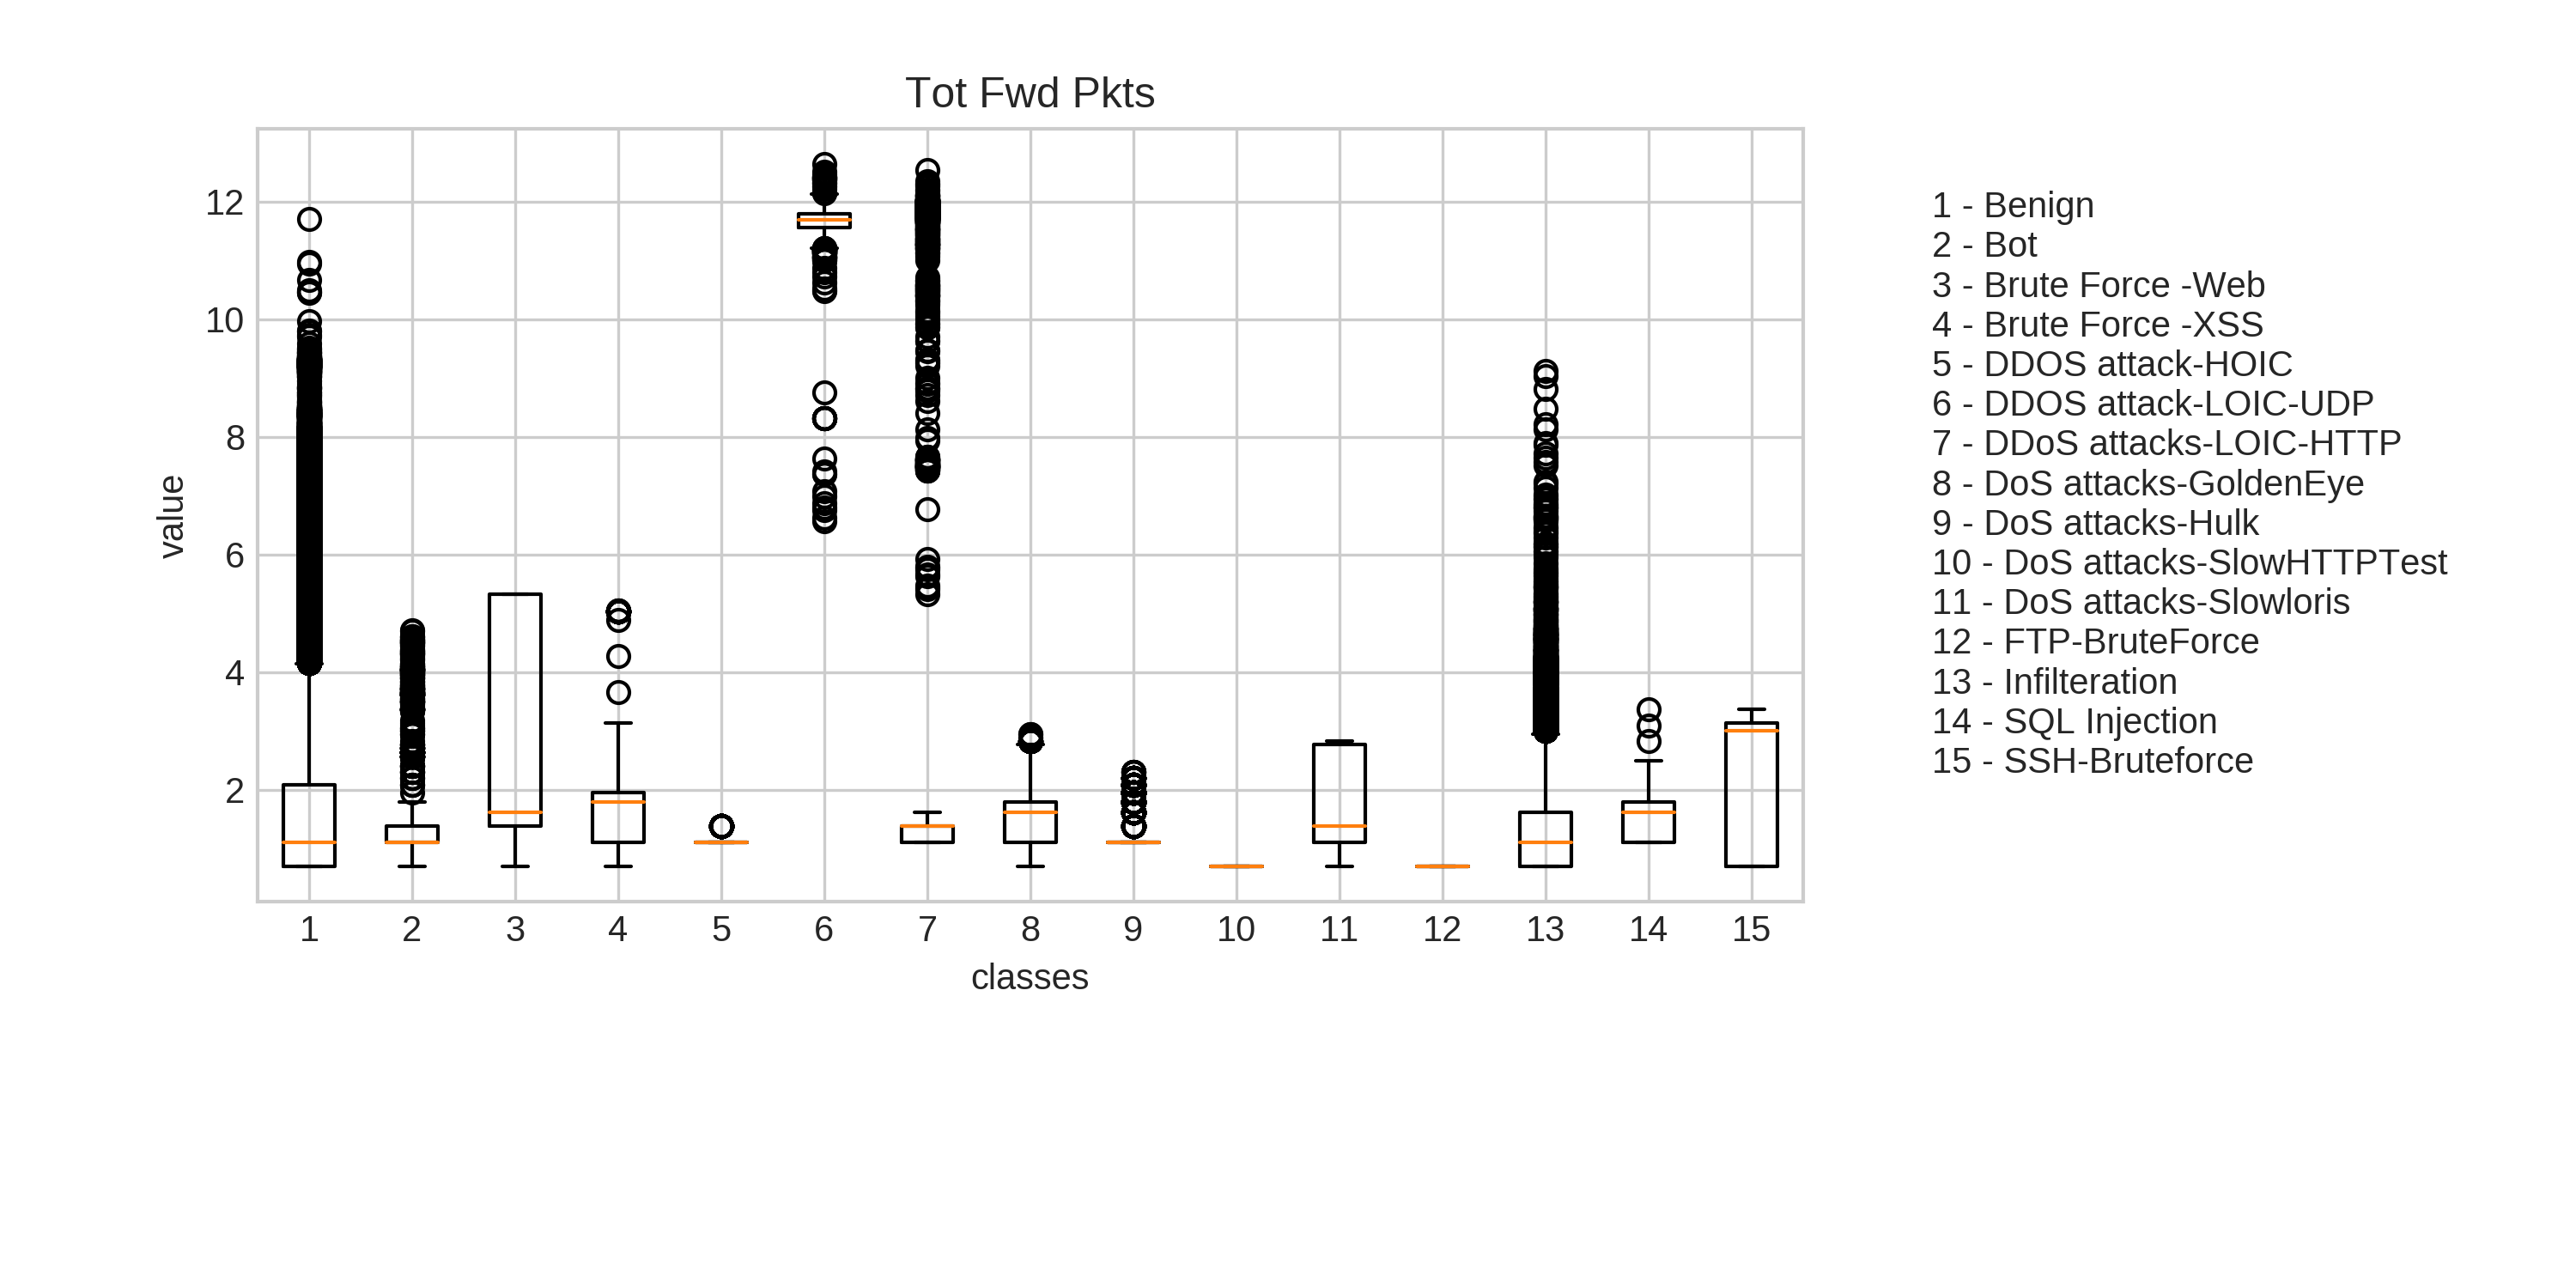 Tot Fwd Pkts
12
10
8
6
4
2
value
1 2 3 4 5 6 7 8 9 10 11 12 13 14 15
classes
1 - Benign
2 - Bot
3 - Brute Force -Web
4 - Brute Force -XSS
5 - DDOS attack-HOIC
6 - DDOS attack-LOIC-UDP
7 - DDoS attacks-LOIC-HTTP
8 - DoS attacks-GoldenEye
9 - DoS attacks-Hulk
10 - DoS attacks-SlowHTTPTest
11 - DoS attacks-Slowloris
12 - FTP-BruteForce
13 - Infilteration
14 - SQL Injection
15 - SSH-Bruteforce